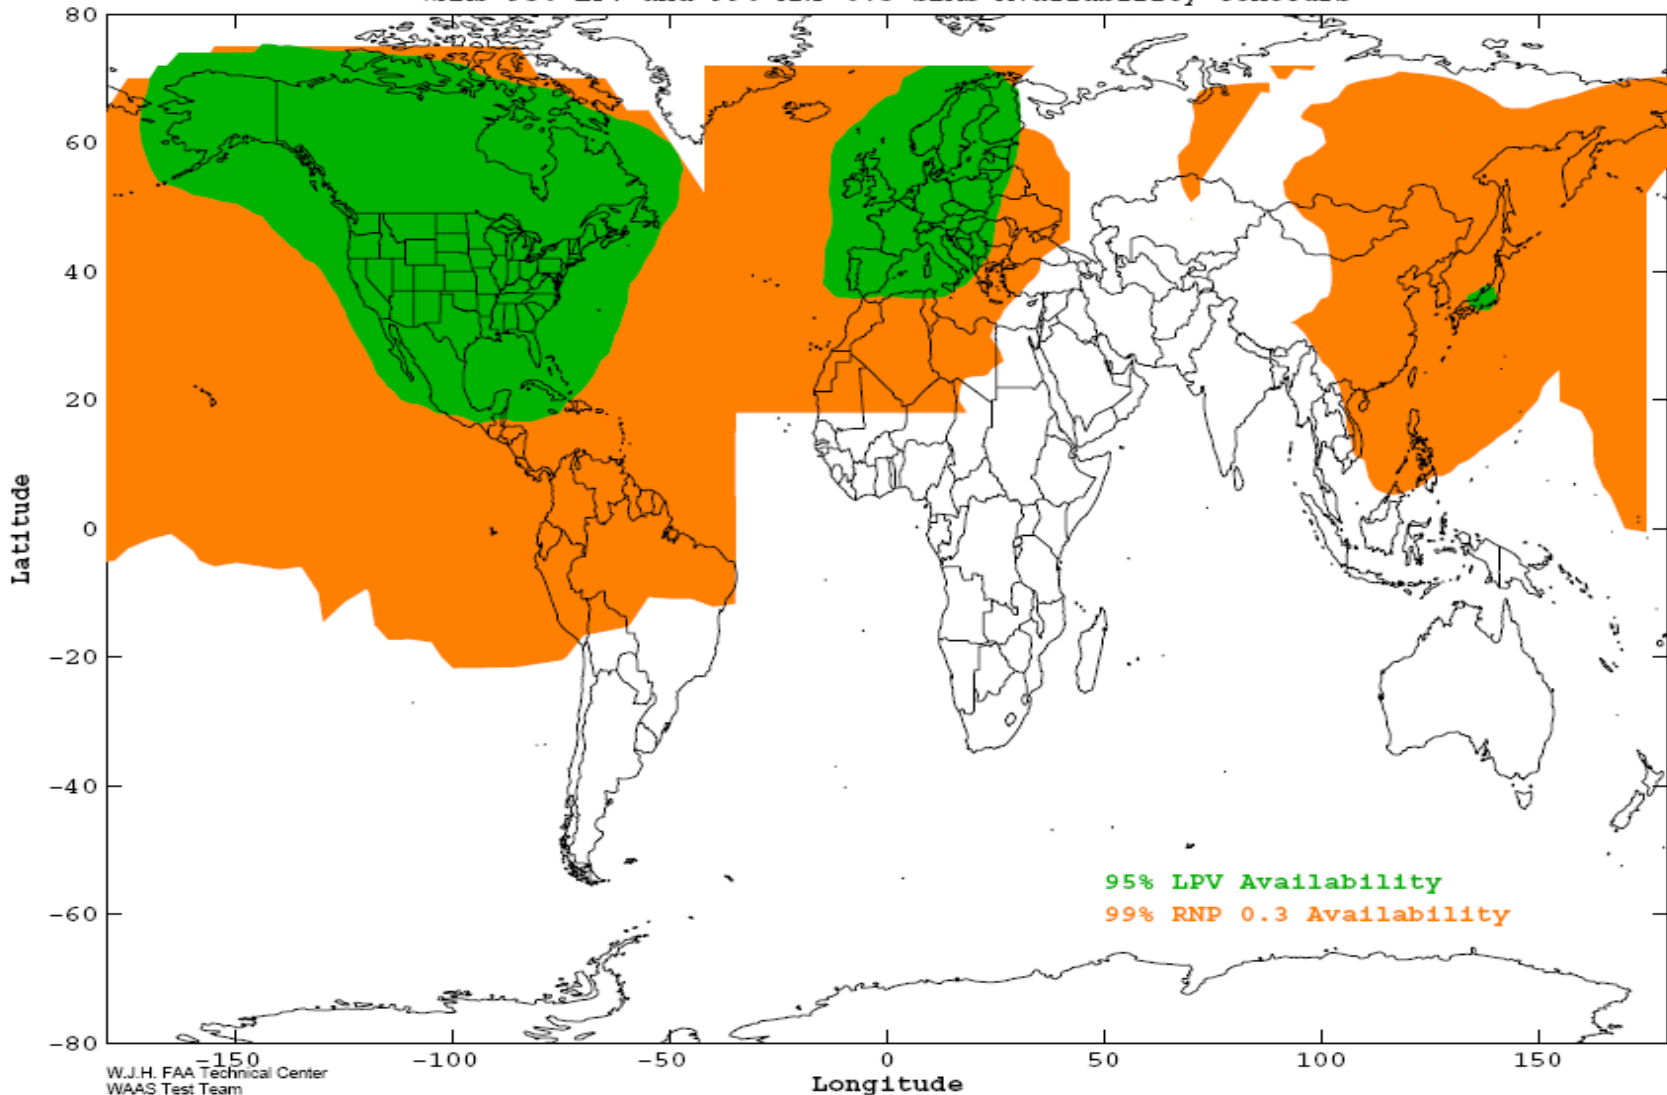 80
60
40
20
0
-20
-40
-60
-80
Latitude
95% LPV Availability
99% RNP 0.3 Availability
-150 -100 -50 0 50 100 150
Longitude
W.J.H. FAA Technical Center
WAAS Test Team